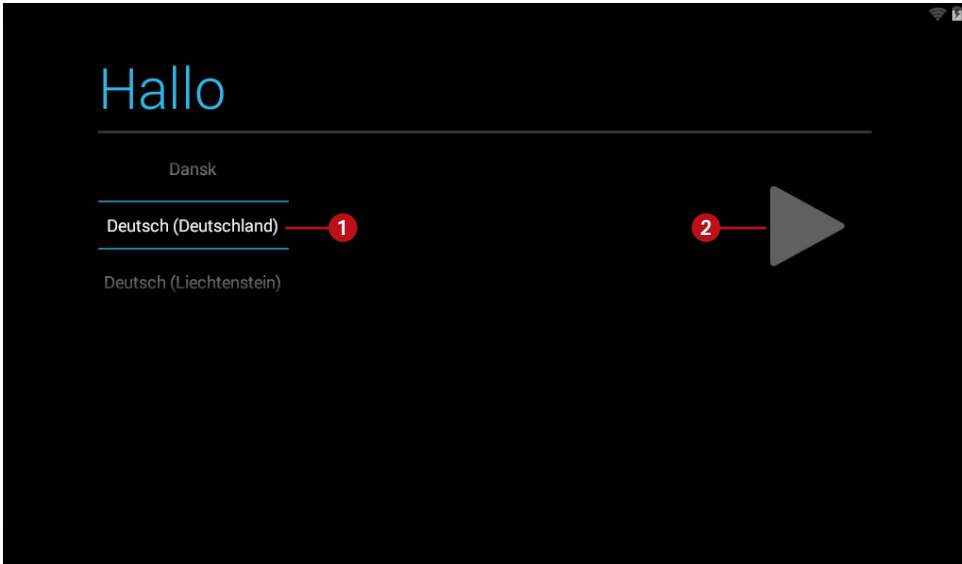 Hallo
Dansk
Deutsch (Deutschland)
1
2
Deutsch (Liechtenstein)